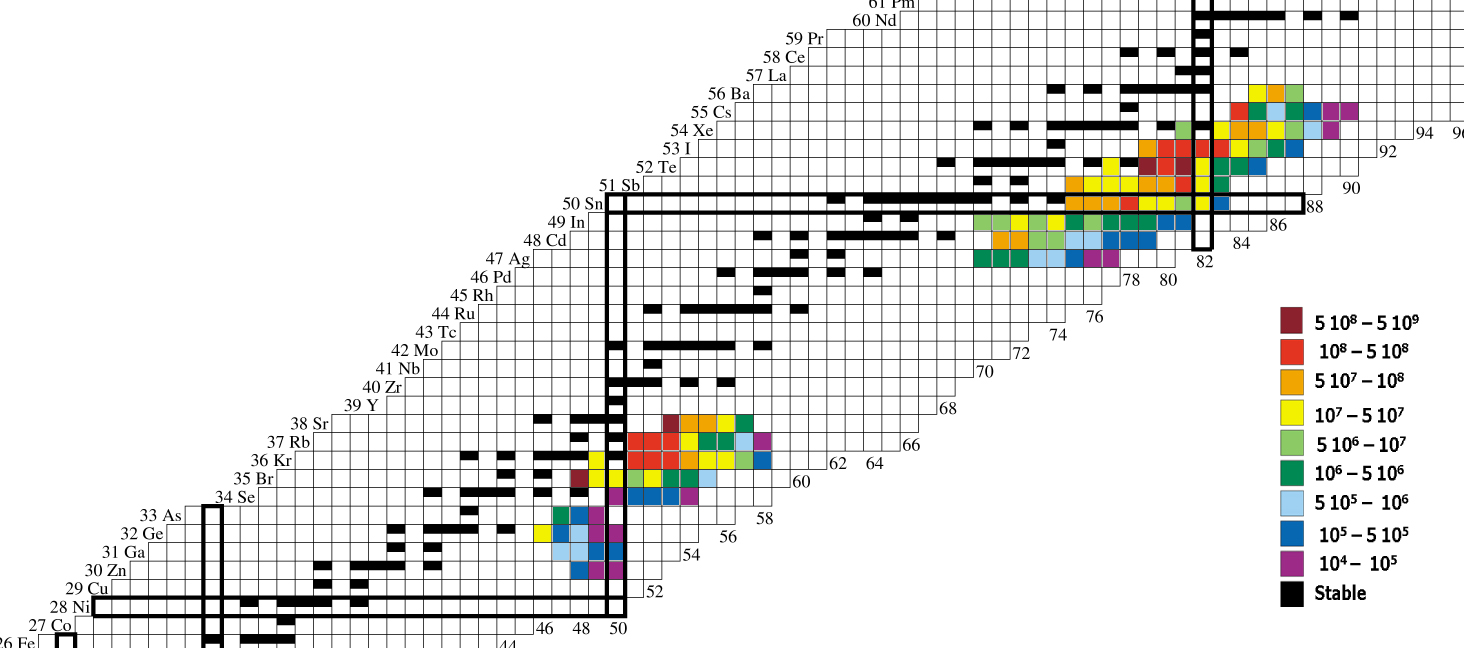 61 Pm
60 Nd
59 Pr
58 Ce
57 La
56 Ba
55 Cs
54 Xe
94 96
53 I
92
52 Te
51 Sb
90
50 Sn
88
49 In
86
48 Cd
84
47 Ag
82
46 Pd
78 80
45 Rh
44 Ru
76
43 Tc
74
42 Mo
72
41 Nb
70
40 Zr
39 Y
68
38 Sr
37 Rb
66
36 Kr
62 64
35 Br
60
34 Se
33 As
58
32 Ge
56
31 Ga
54
30 Zn
29 Cu
52
28 Ni
27 Co
46 48 50
26 Fe
44
5 10⁸ – 5 10⁹
10⁸ – 5 10⁸
5 10⁷ – 10⁸
10⁷ – 5 10⁷
5 10⁶ – 10⁷
10⁶ – 5 10⁶
5 10⁵ – 10⁶
10⁵ – 5 10⁵
10⁴ – 10⁵
Stable